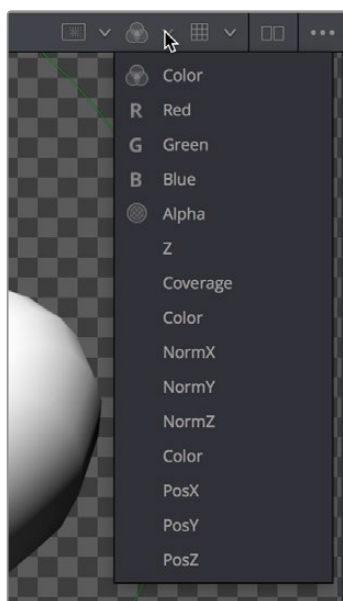 Color
R Red
G Green
B Blue
Alpha
Z
Coverage
Color
NormX
NormY
NormZ
Color
PosX
PosY
PosZ